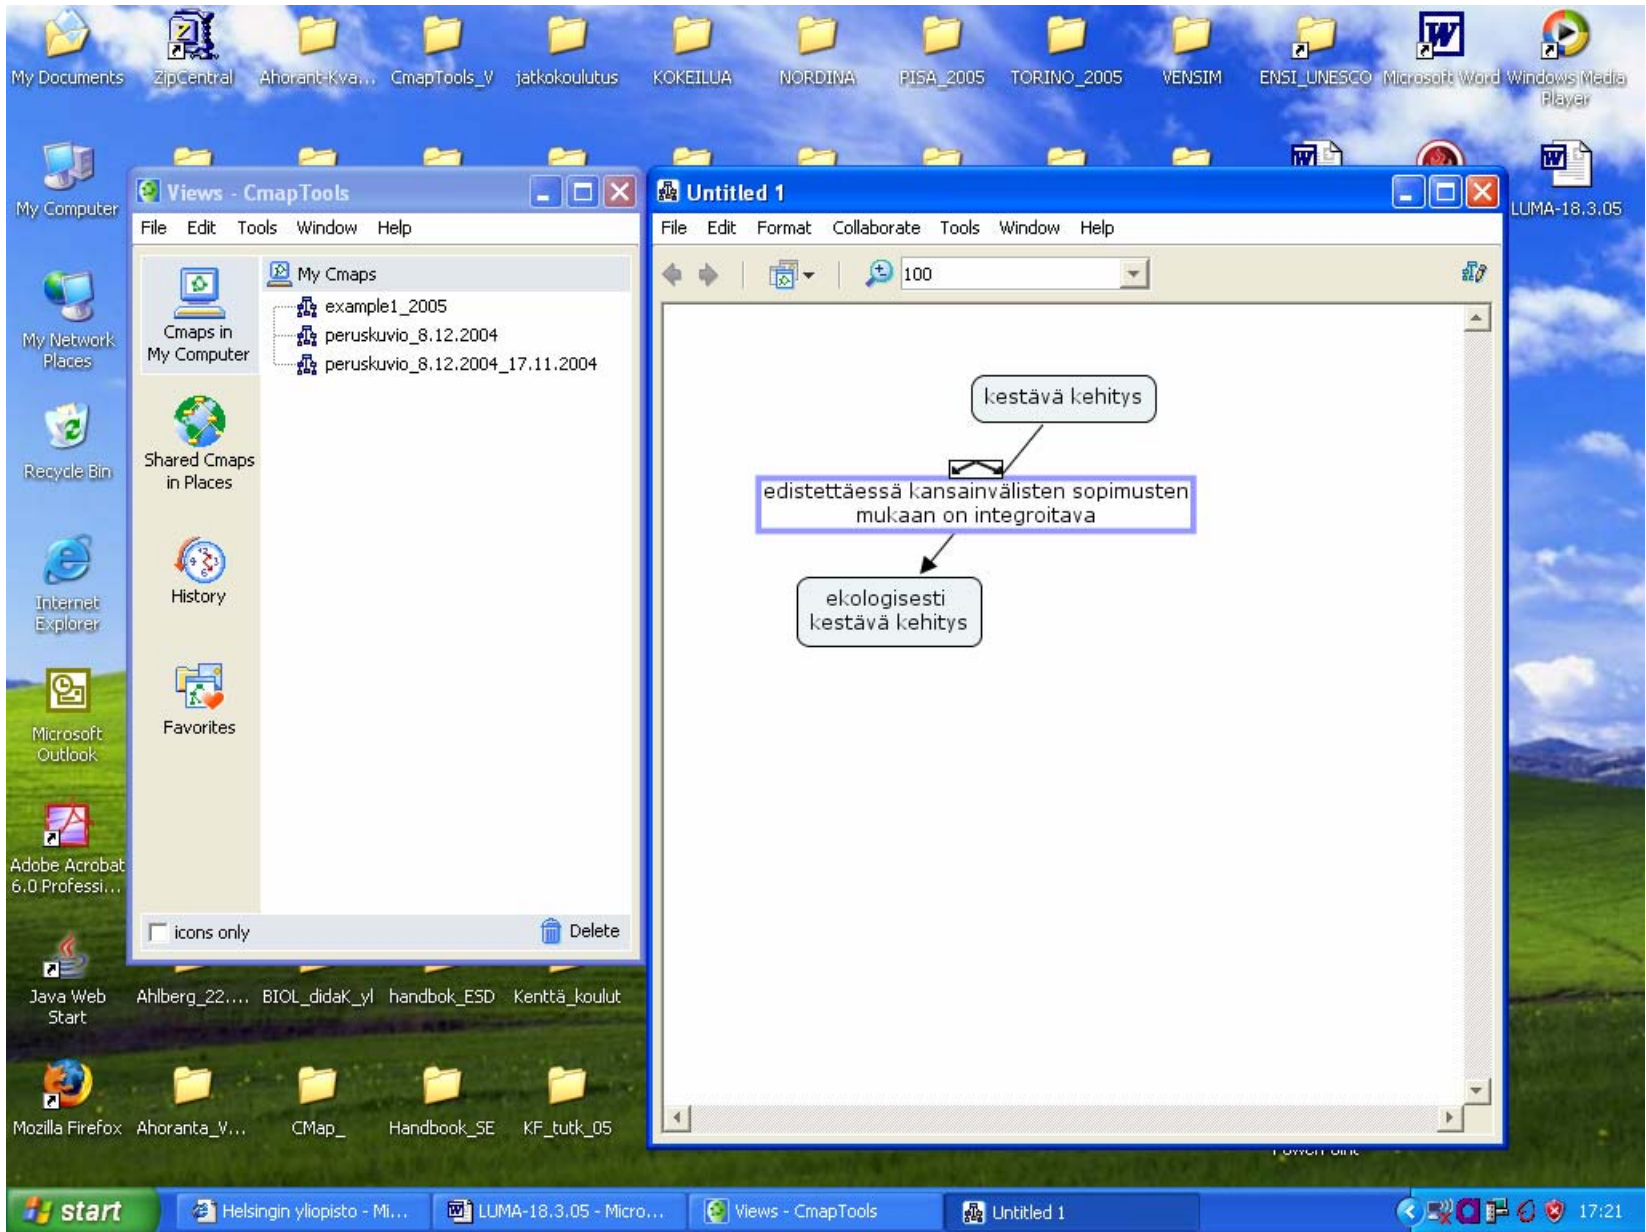 My Documents
ZipCentral
Ahorant-Kva...
CmapTools_V
jatkokoulutus
KOKEILUA
NORDINA
PISA_2005
TORINO_2005
VENSIM
ENSI_UNESCO
Microsoft Word
Windows Media
Player
My Computer
LUMA-18.3.05
Views - CmapTools
File Edit Tools Window Help
Cmaps in
My Computer
Shared Cmaps
in Places
History
Favorites
My Cmaps
example1_2005
peruskuvio_8.12.2004
peruskuvio_8.12.2004_17.11.2004
icons only
Delete
Untitled 1
File Edit Format Collaborate Tools Window Help
100
kestävä kehitys
edistettäessä kansainvälisten sopimusten
mukaan on integroitava
ekologisesti
kestävä kehitys
My Network
Places
Recycle Bin
Internet
Explorer
Microsoft
Outlook
Adobe Acrobat
6.0 Professi...
Java Web
Start
Ahlberg_22....
BIOL_didaK_yl
handbok_ESD
Kenttä_koulut
Mozilla Firefox
Ahoranta_V...
CMap_
Handbook_SE
KF_tutk_05
start
Helsingin yliopisto - Mi...
LUMA-18.3.05 - Micro...
Views - CmapTools
Untitled 1
17:21